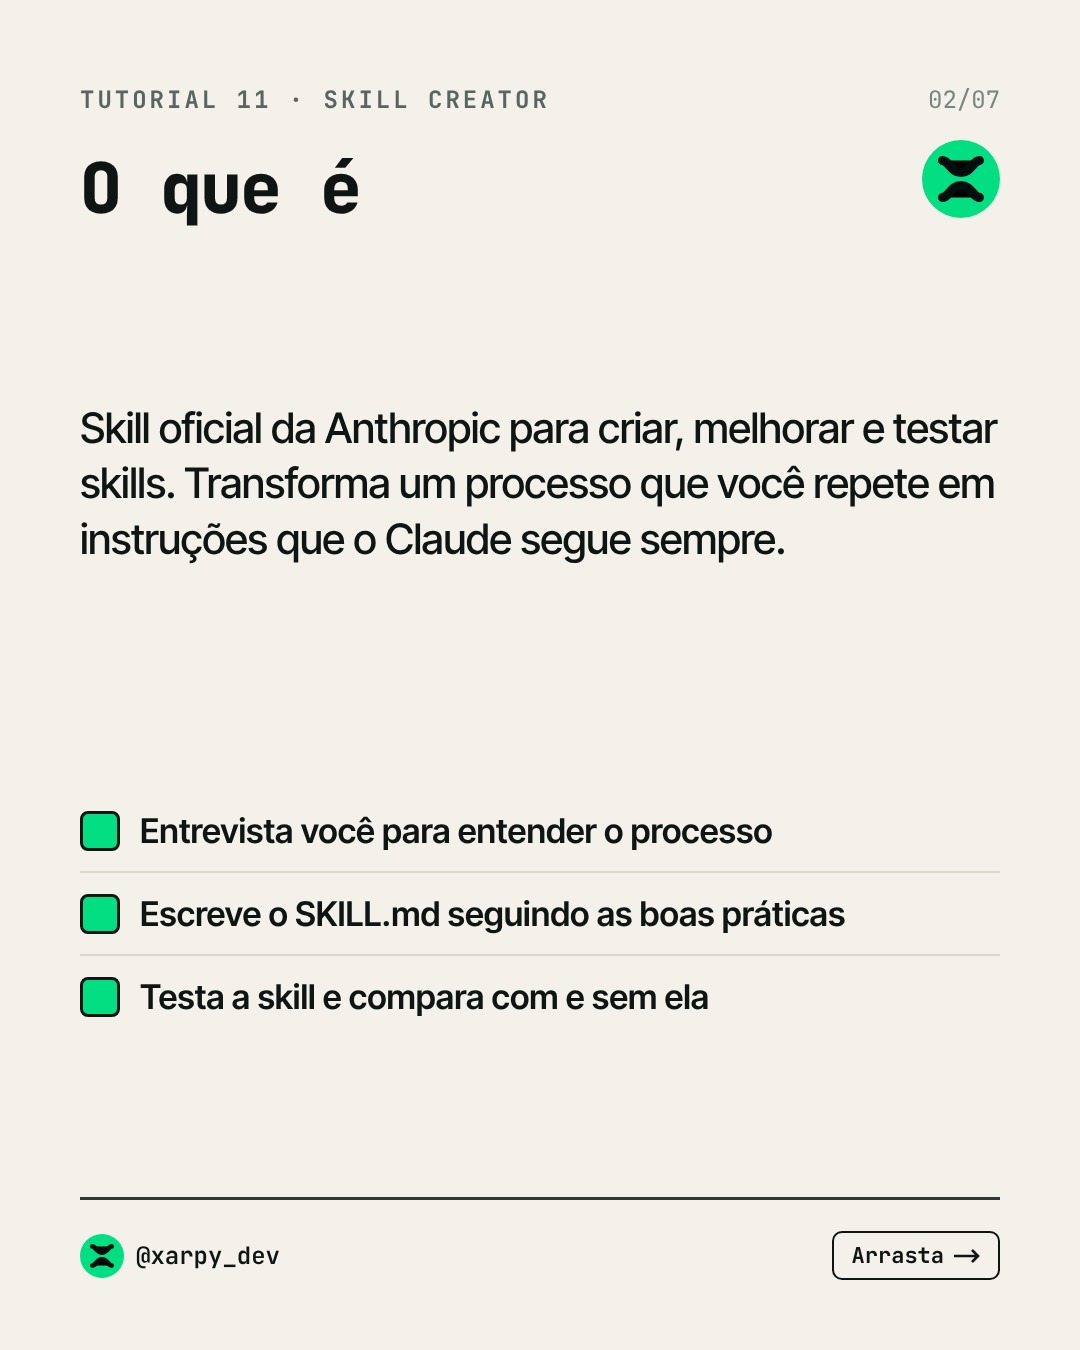 TUTORIAL 11 · SKILL CREATOR
02/07
O que é
Skill oficial da Anthropic para criar, melhorar e testar
skills. Transforma um processo que você repete em
instruções que o Claude segue sempre.
Entrevista você para entender o processo
Escreve o SKILL.md seguindo as boas práticas
Testa a skill e compara com e sem ela
@xarpy_dev
Arrasta →